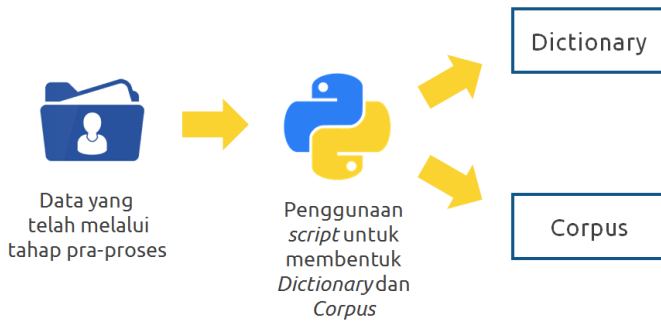 Data yang
telah melalui
tahap pra-proses
Penggunaan
script untuk
membentuk
Dictionary dan
Corpus
Dictionary
Corpus